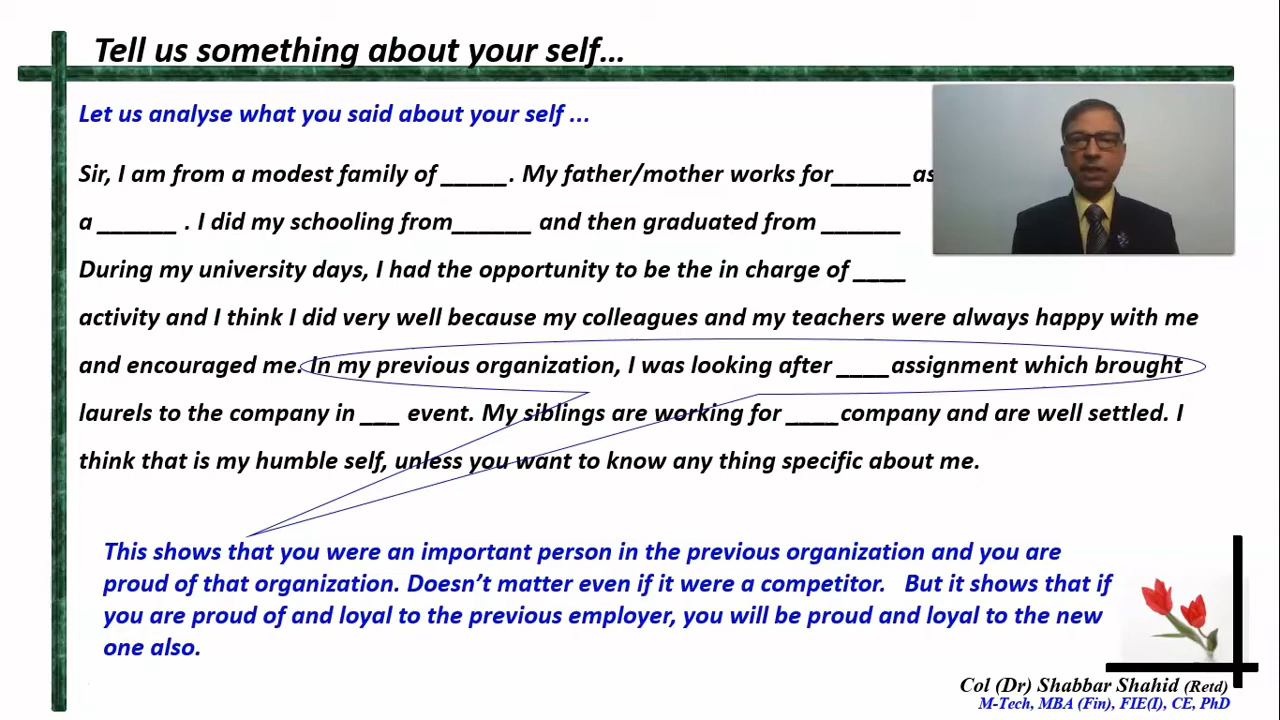 Tell us something about your self...
Let us analyse what you said about your self ...
Sir, I am from a modest family of _____. My father/mother works for______as
a ______ . I did my schooling from______ and then graduated from ______
During my university days, I had the opportunity to be the in charge of ____
activity and I think I did very well because my colleagues and my teachers were always happy with me
and encouraged me. In my previous organization, I was looking after ____assignment which brought
laurels to the company in ___ event. My siblings are working for ____company and are well settled. I
think that is my humble self, unless you want to know any thing specific about me.
This shows that you were an important person in the previous organization and you are
proud of that organization. Doesn't matter even if it were a competitor. But it shows that if
you are proud of and loyal to the previous employer, you will be proud and loyal to the new
one also.
Col (Dr) Shabbar Shahid (Retd)
M-Tech, MBA (Fin), FIE(I), CE, PhD